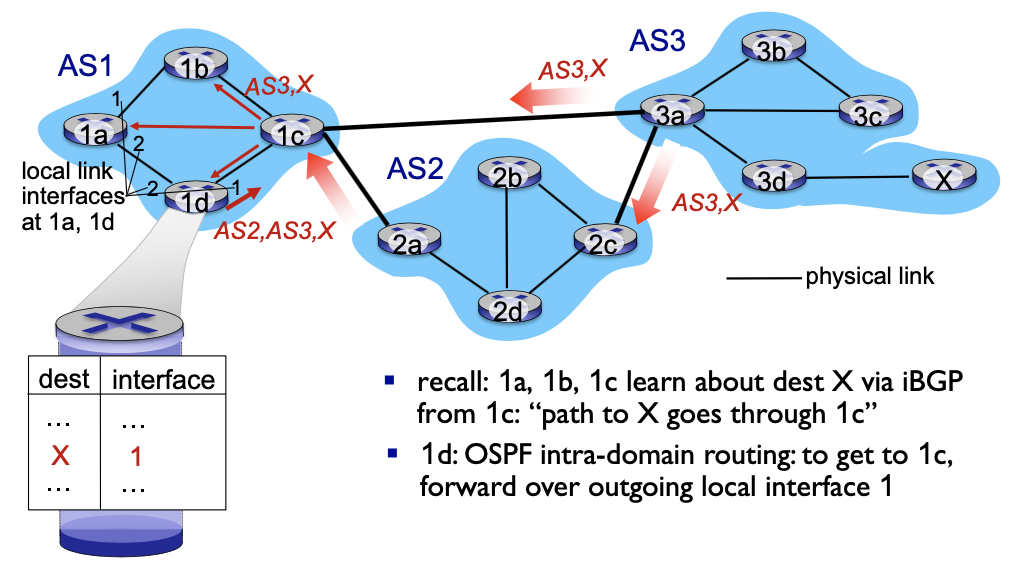 AS1
1b
AS3,X
1
1a
2
1c
local link
interfaces
at 1a, 1d
2
1d
1
AS2,AS3,X
AS3,X
AS3
3b
3a
3c
3d
X
AS3,X
AS2
2b
2a
2c
2d
physical link
dest interface
... ...
X 1
... ...
▪ recall: 1a, 1b, 1c learn about dest X via iBGP
from 1c: “path to X goes through 1c”
▪ 1d: OSPF intra-domain routing: to get to 1c,
forward over outgoing local interface 1